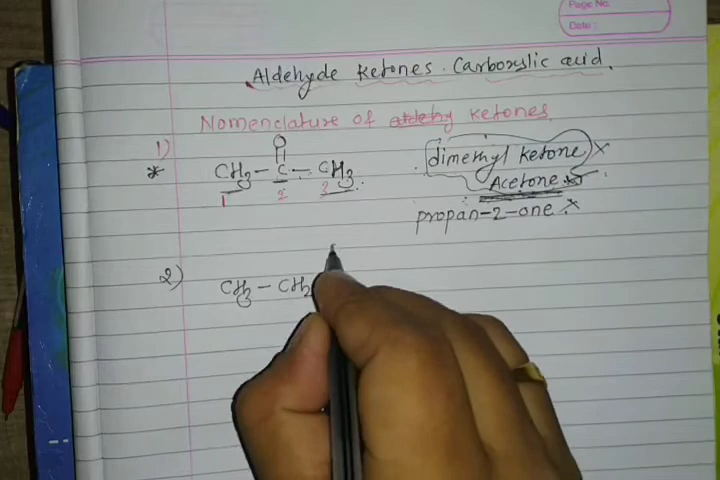 Page No.
Date :
Aldehyde Ketones. Carboxylic acid.
Nomenclature of ketones.
1)
O
* CH3 — C — CH3
dimethyl ketone
Acetone
1 2 3
propan-2-one
2) CH3 — CH2